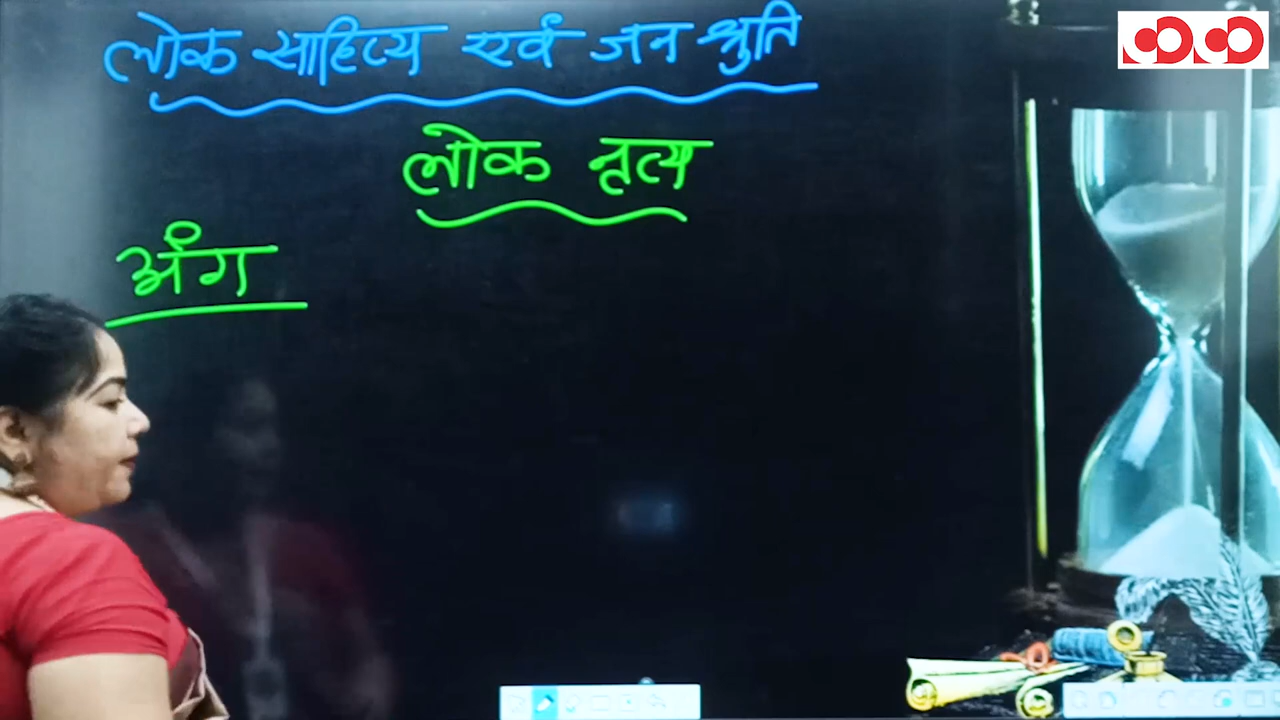 लोक साहित्य एवं जन श्रुति
लोक नृत्य
अंग